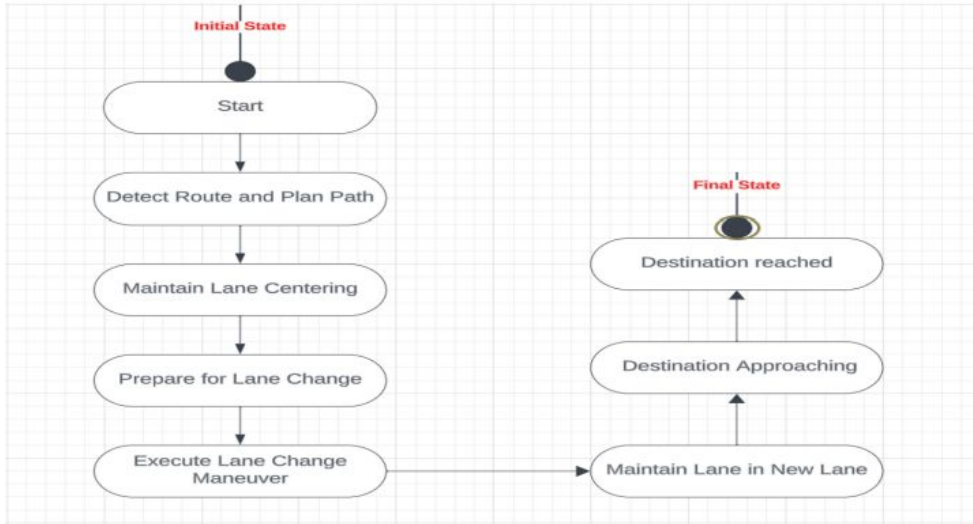 Initial State
Start
Detect Route and Plan Path
Maintain Lane Centering
Prepare for Lane Change
Execute Lane Change
Maneuver
Maintain Lane in New Lane
Destination Approaching
Destination reached
Final State